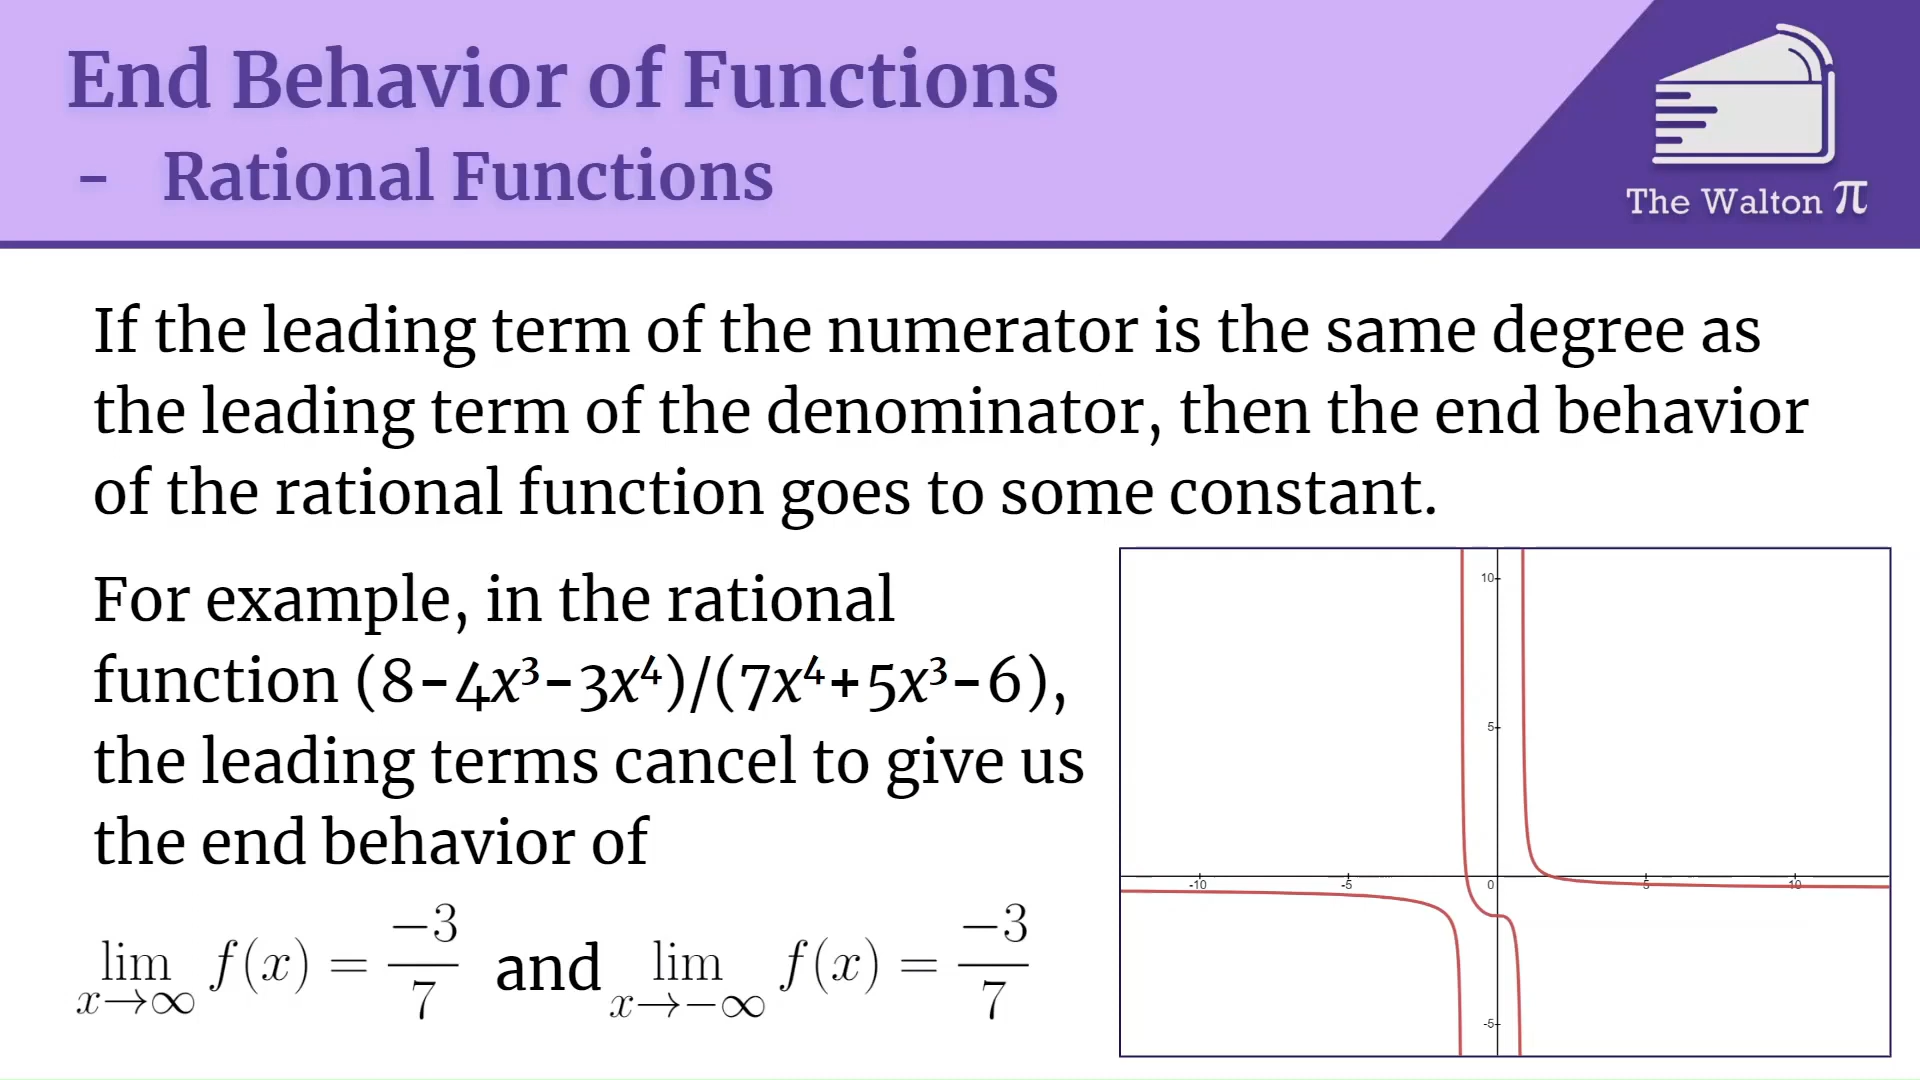 End Behavior of Functions
- Rational Functions
The Walton π
If the leading term of the numerator is the same degree as
the leading term of the denominator, then the end behavior
of the rational function goes to some constant.
For example, in the rational
function (8-4x³-3x⁴)/(7x⁴+5x³-6),
the leading terms cancel to give us
the end behavior of
lim x→∞ f(x) = -3/7 and lim x→-∞ f(x) = -3/7
10
5
-10 -5 0 5 10
-5